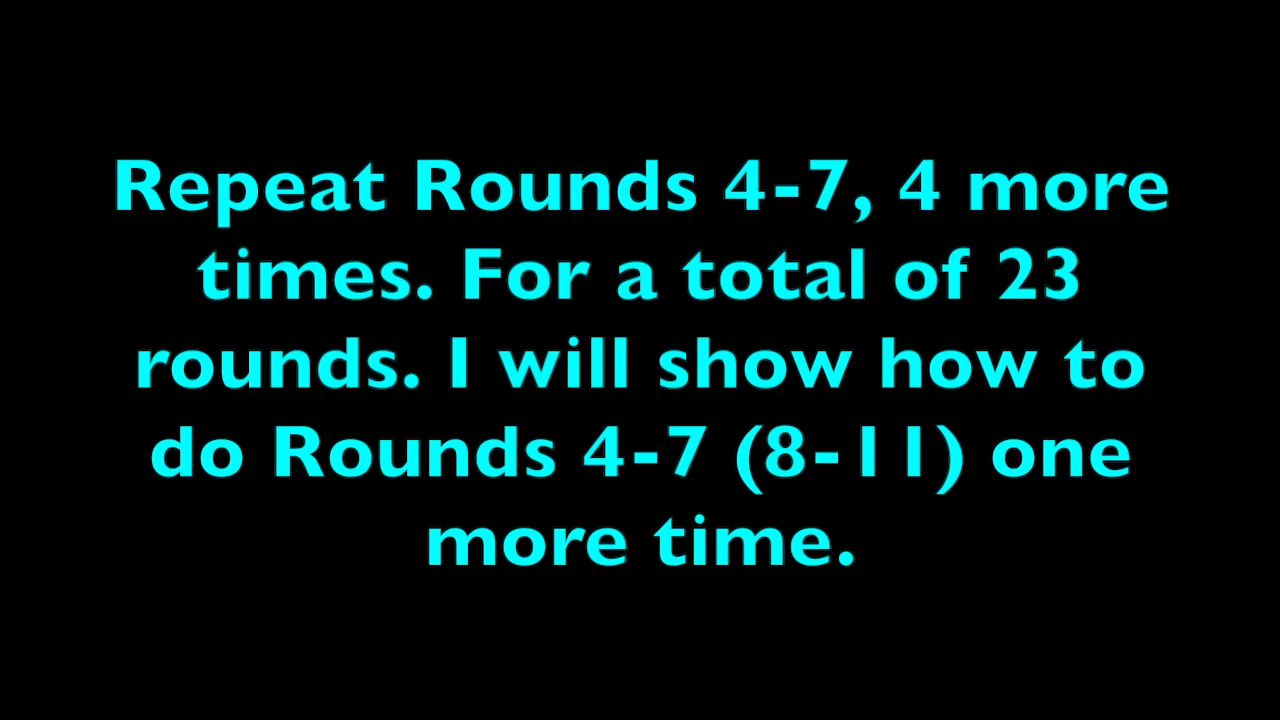 Repeat Rounds 4-7, 4 more
times. For a total of 23
rounds. I will show how to
do Rounds 4-7 (8-11) one
more time.